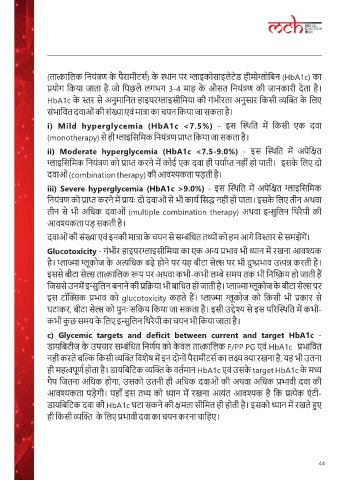 mch
(तात्कालिक नियंत्रण के पैरामीटर्स) के स्थान पर ग्लाइकोसाइलेटेड हीमोग्लोबिन (HbA1c) का
प्रयोग किया जाता है जो पिछले लगभग 3-4 माह के औसत नियंत्रण की जानकारी देता है।
HbA1c के स्तर से अनुमानित हाइपरग्लाइसीमिया की गंभीरता अनुसार किसी व्यक्ति के लिए
संभावित दवाओं की संख्या एवं मात्रा का चयन किया जा सकता है।
i) Mild hyperglycemia (HbA1c <7.5%) - इस स्थिति में किसी एक दवा
(monotherapy) से ही ग्लाइसिमिक नियंत्रण प्राप्त किया जा सकता है।
ii) Moderate hyperglycemia (HbA1c <7.5-9.0%) - इस स्थिति में अपेक्षित
ग्लाइसिमिक नियंत्रण को प्राप्त करने में कोई एक दवा ही पर्याप्त नहीं हो पाती। इसके लिए दो
दवाओं (combination therapy) की आवश्यकता पड़ती है।
iii) Severe hyperglycemia (HbA1c >9.0%) - इस स्थिति में अपेक्षित ग्लाइसिमिक
नियंत्रण को प्राप्त करने में प्रायः दो दवाओं से भी कार्य सिद्ध नहीं हो पाता। इसके लिए तीन अथवा
तीन से भी अधिक दवाओं (multiple combination therapy) अथवा इन्सुलिन थिरैपी की
आवश्यकता पड़ सकती है।
दवाओं की संख्या एवं इनकी मात्रा के चयन से सम्बंधित तथ्यों को हम आगे विस्तार से समझेंगें।
Glucotoxicity - गंभीर हाइपरग्लाइसीमिया का एक अन्य प्रभाव भी ध्यान में रखना आवश्यक
है। प्लाज्मा ग्लूकोज के अत्यधिक बढ़े होने पर यह बीटा सेल्स पर भी दुष्प्रभाव उत्पन्न करती है।
इससे बीटा सेल्स तात्कालिक रूप पर अथवा कभी-कभी लम्बे समय तक भी निष्क्रिय हो जाती हैं
जिससे उनमें इन्सुलिन बनाने की प्रक्रिया भी बाधित हो जाती है। प्लाज्मा ग्लूकोज के बीटा सेल्स पर
इस टॉक्सिक प्रभाव को glucotoxicity कहते हैं। प्लाज्मा ग्लूकोज को किसी भी प्रकार से
घटाकर, बीटा सेल्स को पुनः सक्रिय किया जा सकता है। इसी उद्देश्य से इस परिस्थिति में कभी-
कभी कुछ समय के लिए इन्सुलिन थिरैपी का चयन भी किया जाता है।
c) Glycemic targets and deficit between current and target HbA1c -
डायबिटीज के उपचार सम्बंधित निर्णय को केवल तात्कालिक F/PP PG एवं HbA1c प्रभावित
नहीं करते बल्कि किसी व्यक्ति विशेष में इन दोनों पैरामीटर्स का लक्ष्य क्या रखना है, यह भी उतना
ही महत्वपूर्ण होता है। डायबिटिक व्यक्ति के वर्तमान HbA1c एवं उसके target HbA1c के मध्य
गैप जितना अधिक होगा, उसको उतनी ही अधिक दवाओं की अथवा अधिक प्रभावी दवा की
आवश्यकता पड़ेगी। यहाँ इस तथ्य को ध्यान में रखना अत्यंत आवश्यक है कि प्रत्येक एंटी-
डायबिटिक दवा की HbA1c घटा सकने की क्षमता सीमित ही होती है। इसको ध्यान में रखते हुए
ही किसी व्यक्ति के लिए प्रभावी दवा का चयन करना चाहिए।
44